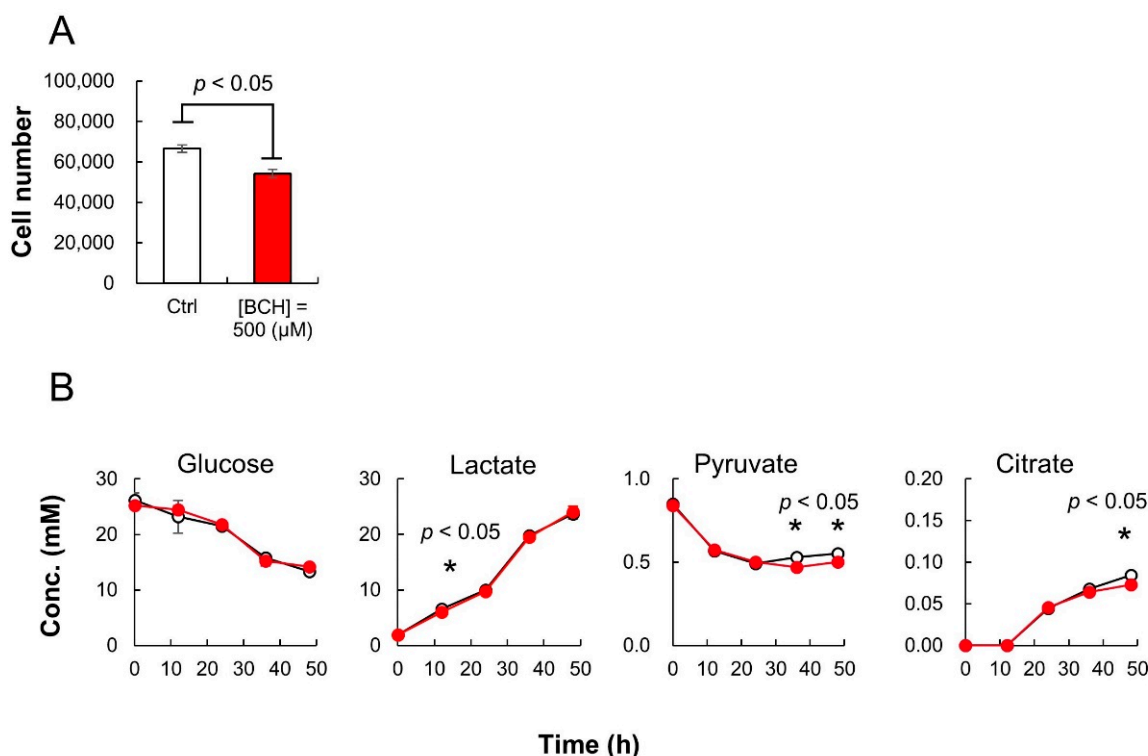 A
p < 0.05
100,000
80,000
60,000
40,000
20,000
0
Cell number
Ctrl
[BCH] =
500 (µM)
B
Glucose
30
20
10
0
Conc. (mM)
0 10 20 30 40 50
Lactate
30
20
10
0
p < 0.05
*
0 10 20 30 40 50
Pyruvate
1.0
0.5
0.0
p < 0.05
* *
0 10 20 30 40 50
Citrate
0.20
0.15
0.10
0.05
0.00
p < 0.05
*
0 10 20 30 40 50
Time (h)